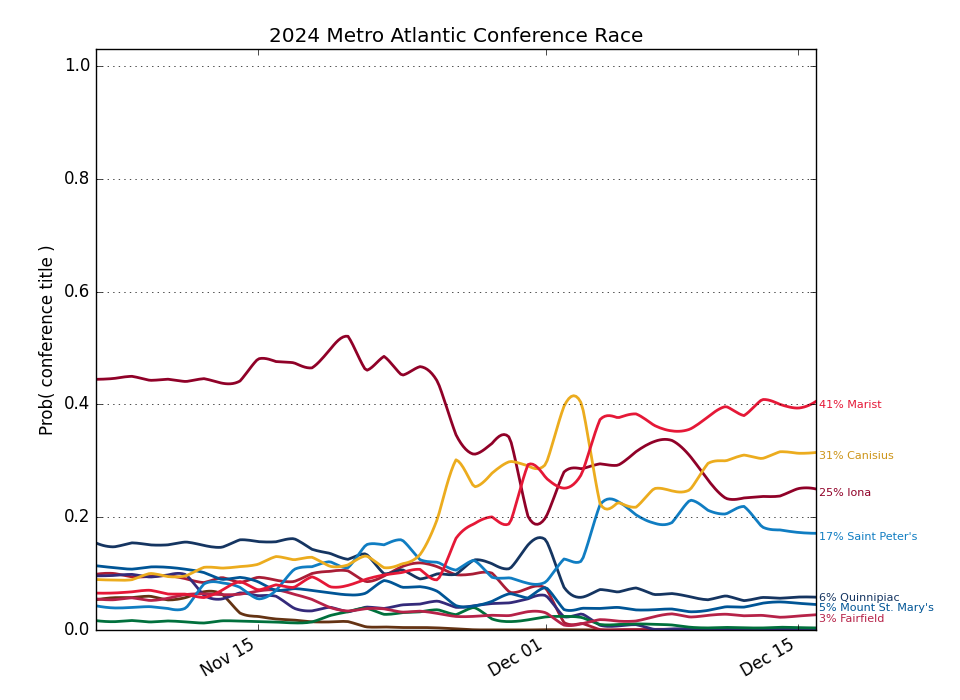 2024 Metro Atlantic Conference Race
Prob( conference title )
1.0
0.8
0.6
0.4
0.2
0.0
41% Marist
31% Canisius
25% Iona
17% Saint Peter's
6% Quinnipiac
5% Mount St. Mary's
3% Fairfield
Nov 15
Dec 01
Dec 15